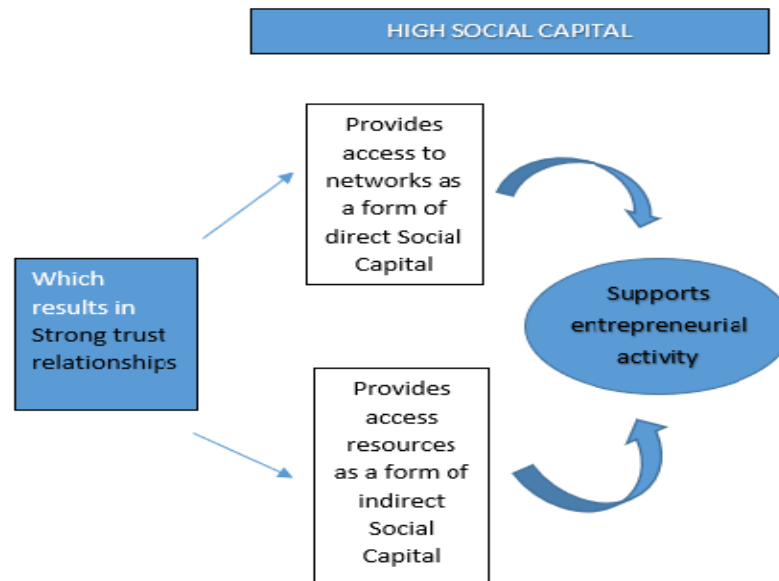 HIGH SOCIAL CAPITAL
Provides
access to
networks as
a form of
direct Social
Capital
Which
results in
Strong trust
relationships
Supports
entrepreneurial
activity
Provides
access
resources
as a form of
indirect
Social
Capital